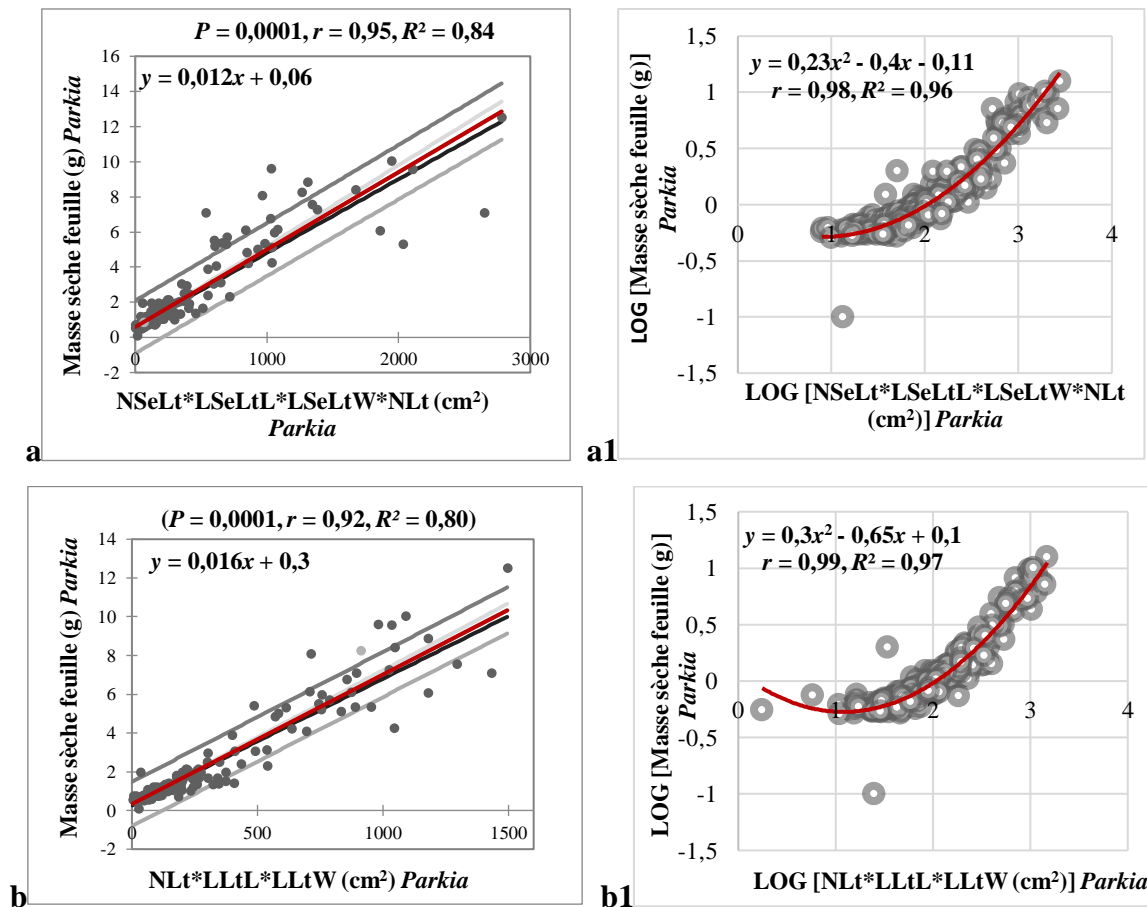 P = 0,0001, r = 0,95, R² = 0,84
y = 0,012x + 0,06
Masse sèche feuille (g) Parkia
16
14
12
10
8
6
4
2
0
-2
0
1000
2000
3000
NSeLt*LSeLtL*LSeLtW*NLt (cm²)
Parkia
a
y = 0,23x² - 0,4x - 0,11
r = 0,98, R² = 0,96
LOG [Masse sèche feuille (g)]
Parkia
1,5
1
0,5
0
-0,5
-1
-1,5
0
1
2
3
4
LOG [NSeLt*LSeLtL*LSeLtW*NLt
(cm²)] Parkia
a1
(P = 0,0001, r = 0,92, R² = 0,80)
y = 0,016x + 0,3
Masse sèche feuille (g) Parkia
14
12
10
8
6
4
2
0
-2
0
500
1000
1500
NLt*LLtL*LLtW (cm²) Parkia
b
y = 0,3x² - 0,65x + 0,1
r = 0,99, R² = 0,97
LOG [Masse sèche feuille (g)]
Parkia
1,5
1
0,5
0
-0,5
-1
-1,5
0
1
2
3
4
LOG [NLt*LLtL*LLtW (cm²)] Parkia
b1